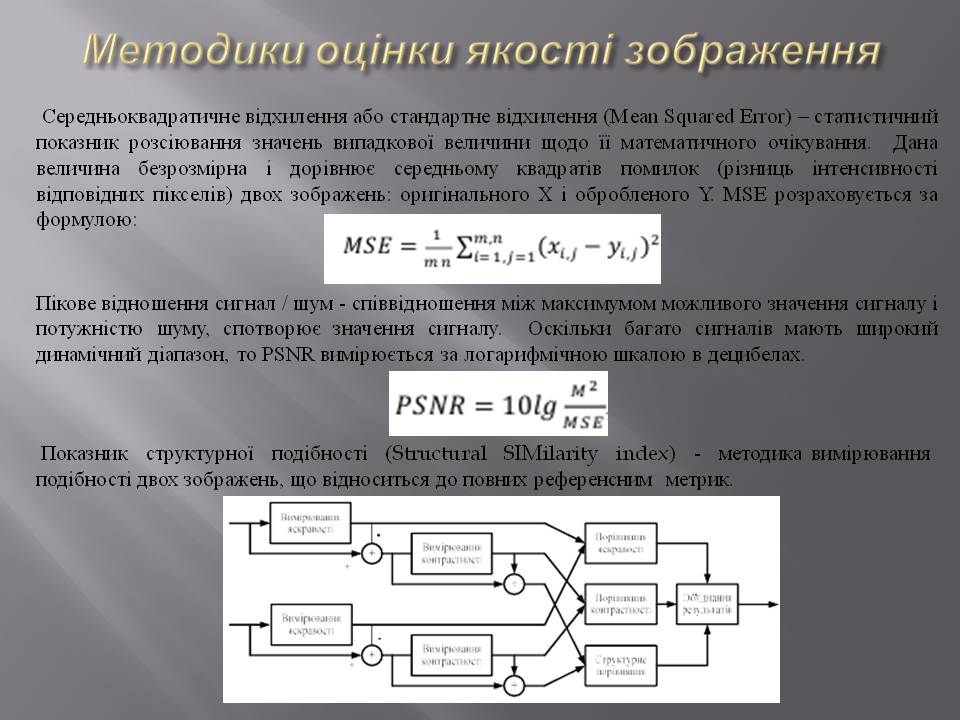 Методики оцінки якості зображення
Середньоквадратичне відхилення або стандартне відхилення (Mean Squared Error) – статистичний
показник розсіювання значень випадкової величини щодо її математичного очікування. Дана
величина безрозмірна і дорівнює середньому квадратів помилок (різниць інтенсивності
відповідних пікселів) двох зображень: оригінального X і обробленого Y. MSE розраховується за
формулою:
MSE = 1/(m n) ∑_{i=1,j=1}^{m,n} (x_{i,j} − y_{i,j})²
Пікове відношення сигнал / шум - співвідношення між максимумом можливого значення сигналу і
потужністю шуму, спотворює значення сигналу. Оскільки багато сигналів мають широкий
динамічний діапазон, то PSNR вимірюється за логарифмічною шкалою в децибелах.
PSNR = 10lg M²/MSE
Показник структурної подібності (Structural SIMilarity index) - методика вимірювання
подібності двох зображень, що відноситься до повних референсним метрик.
Вимірювання
яскравості
-
+
+
Вимірювання
контрастності
+
Порівняння
яскравості
Порівняння
контрастності
Об'єднання
результатів
Вимірювання
яскравості
-
+
+
Вимірювання
контрастності
+
Структурне
порівняння